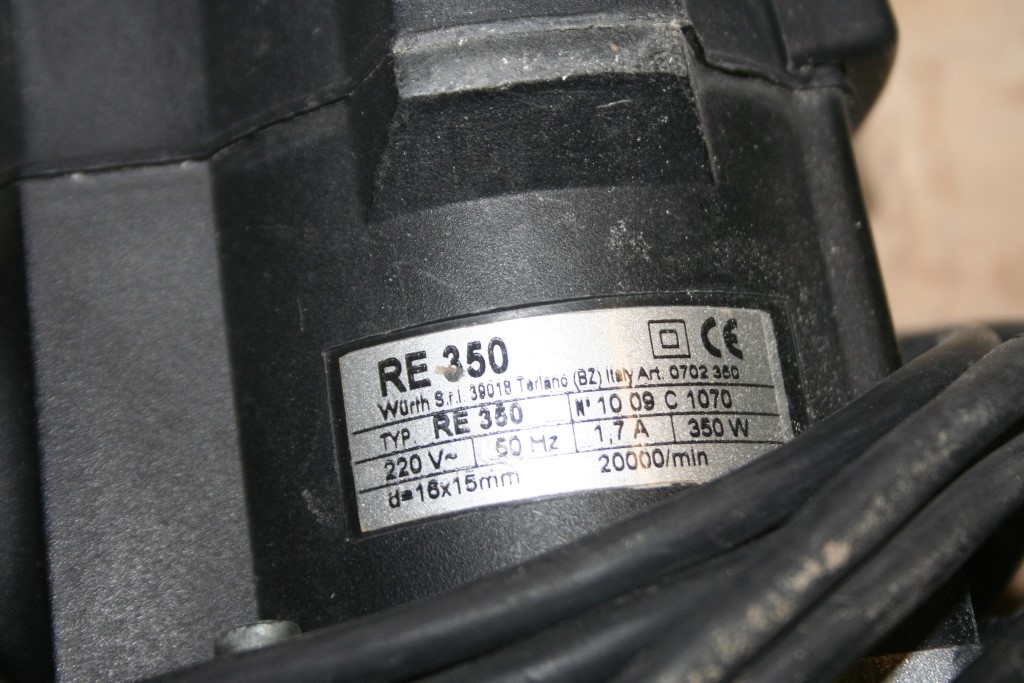 RE 350
CE
Würth S.r.l. 39018 Terlano (BZ) Italy Art. 0702 350
TYP. RE 350 N° 10 09 C 1070
220 V~ 50 Hz 1,7 A 350 W
d=16x15mm 20000/min